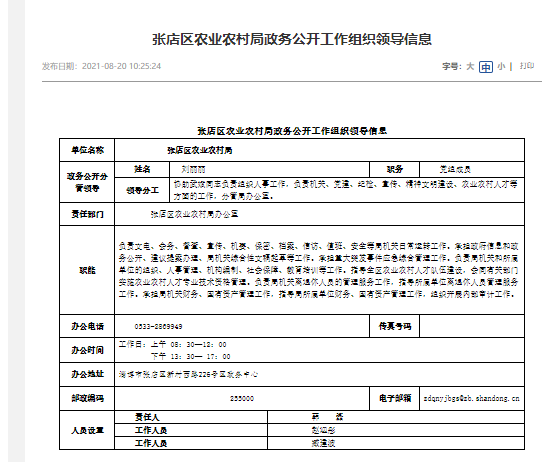 张店区农业农村局政务公开工作组织领导信息
发布日期：2021-08-20 10:25:24
字号：大 中 小 | 打印
张店区农业农村局政务公开工作组织领导信息
单位名称 张店区农业农村局
政务公开分管领导 姓名 刘丽丽 职务 党组成员
领导分工 协助武波同志负责组织人事工作，负责机关、党建、纪检、宣传、精神文明建设、农业农村人才等
方面的工作，分管局办公室。
责任部门 张店区农业农村局办公室
职能
负责文电、会务、督查、宣传、机要、保密、档案、信访、值班、安全等局机关日常运转工作。承担政府信息和政
务公开、建议提案办理、局机关综合性文稿起草等工作。承担重大突发事件应急综合管理工作。负责局机关和所属
单位的组织、人事管理、机构编制、社会保障、教育培训等工作。指导全区农业农村人才队伍建设，会同有关部门
实施农业农村人才专业技术资格管理。负责局机关离退休人员的管理服务工作，指导所属单位离退休人员管理服务
工作。承担局机关财务、国有资产管理工作，指导局所属单位财务、国有资产管理工作，组织开展内部审计工作。
办公电话 0533-2869949 传真号码
办公时间 工作日：上午 08：30—12：00
下午 13：30— 17：00
办公地址 淄博市张店区新村西路226号区政务中心
邮政编码 255000 电子邮箱 zdqnyjbgs@zb.shandong.cn
人员设置 责任人 韩
工作人员 赵
工作人员 臧建波